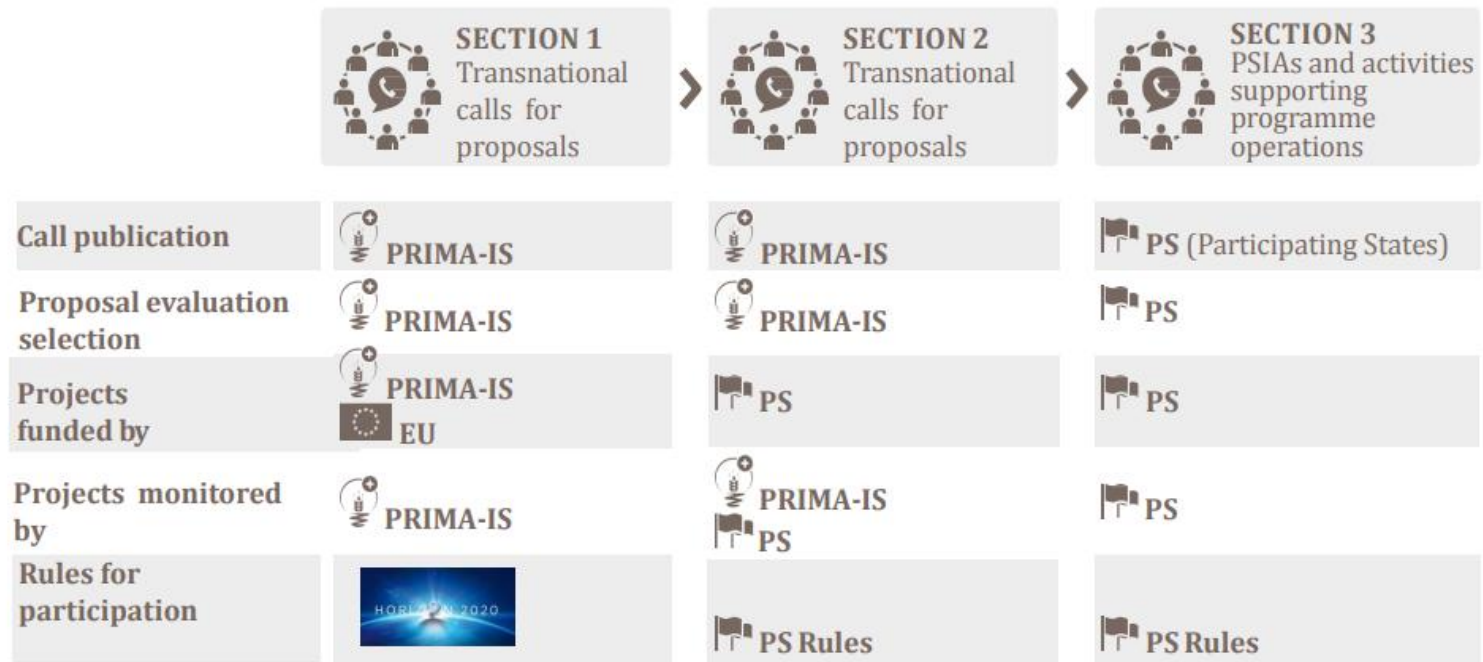 SECTION 1
Transnational
calls for
proposals
SECTION 2
Transnational
calls for
proposals
SECTION 3
PSIAs and activities
supporting
programme
operations
Call publication
PRIMA-IS
PRIMA-IS
PS (Participating States)
Proposal evaluation
selection
PRIMA-IS
PRIMA-IS
PS
Projects
funded by
PRIMA-IS
EU
PS
PS
Projects monitored
by
PRIMA-IS
PRIMA-IS
PS
PS
Rules for
participation
HORIZON 2020
PS Rules
PS Rules